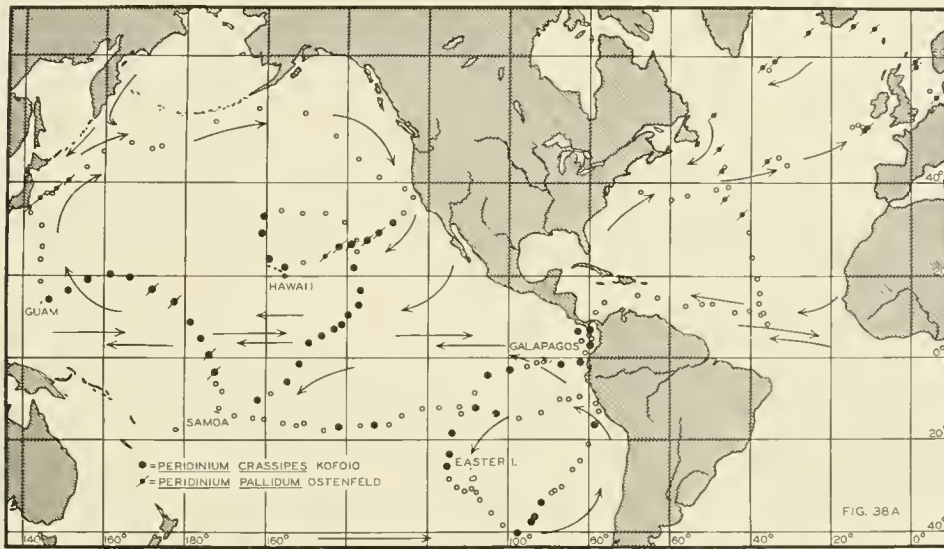 40°
20°
HAWAII
GUAM
GALAPAGOS
0°
SAMOA
20°
EASTER I.
= PERIDINIUM CRASSIPES KOFOID
= PERIDINIUM PALLIDUM OSTENFELD
FIG. 38A
140° 160° 180° 160° 100° 80° 60° 40° 20° 0° 40°